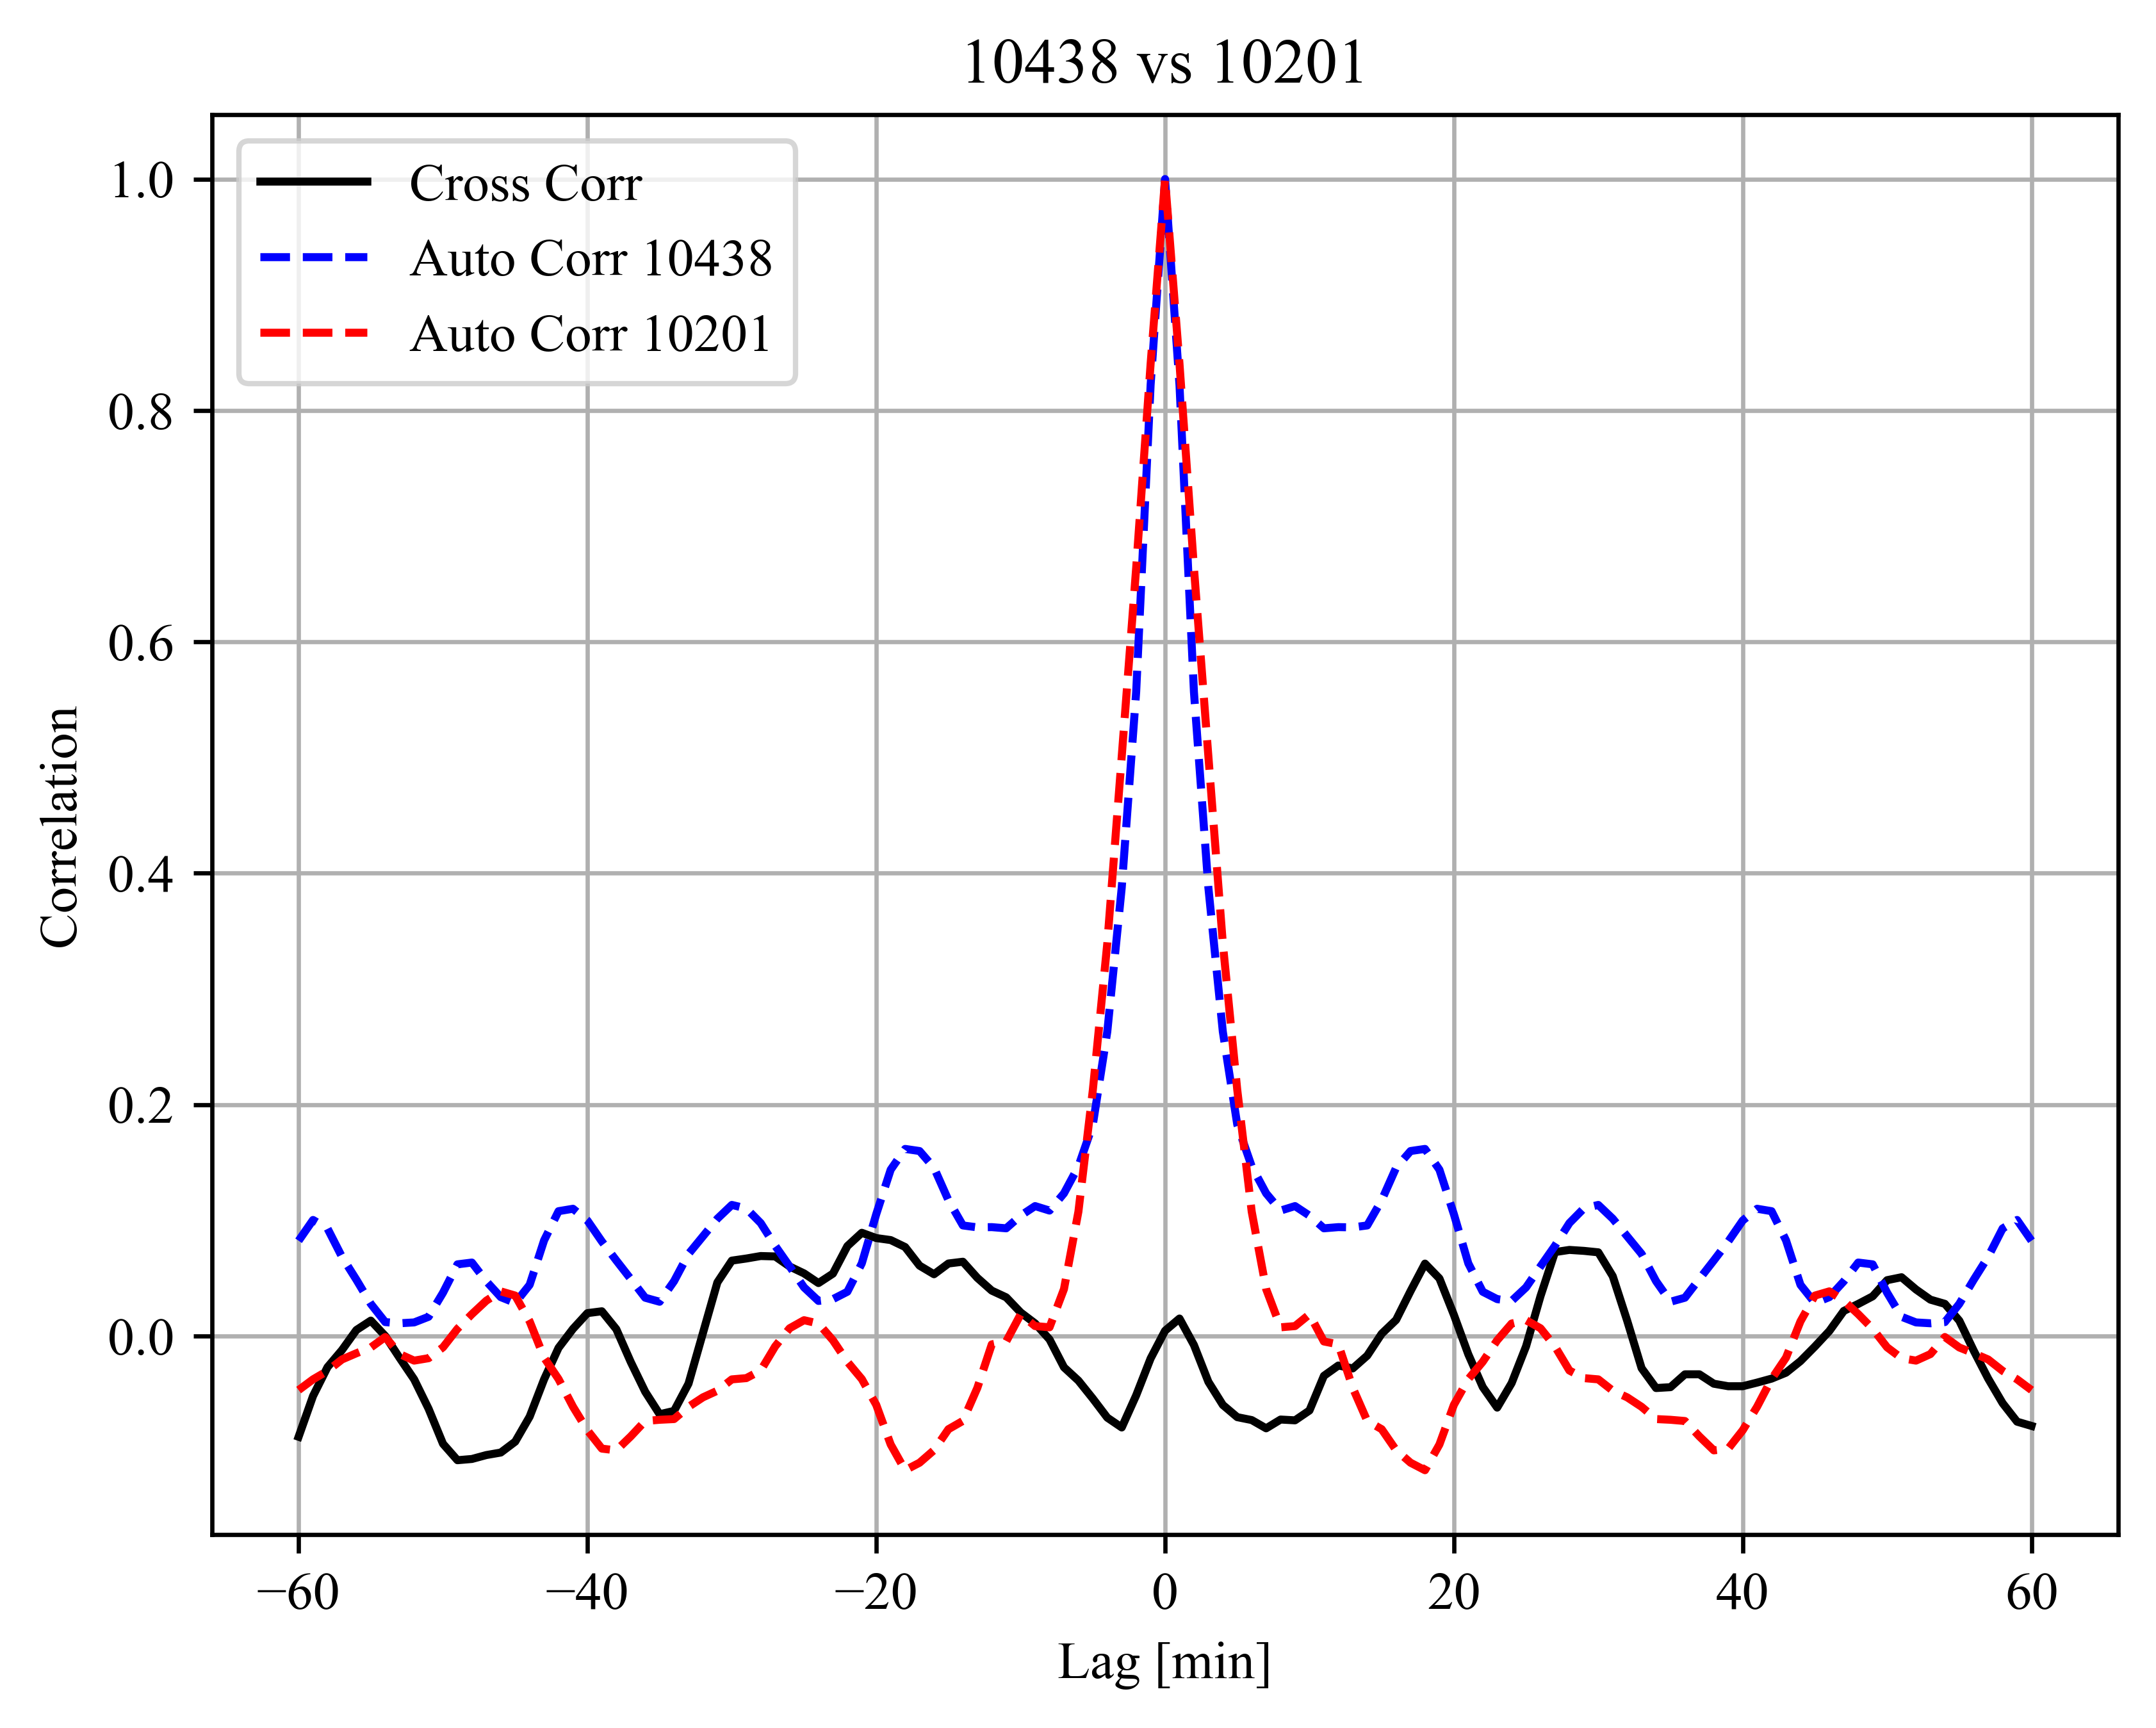 10438 vs 10201
Cross Corr
Auto Corr 10438
Auto Corr 10201
1.0
0.8
0.6
0.4
0.2
0.0
Correlation
−60 −40 −20 0 20 40 60
Lag [min]